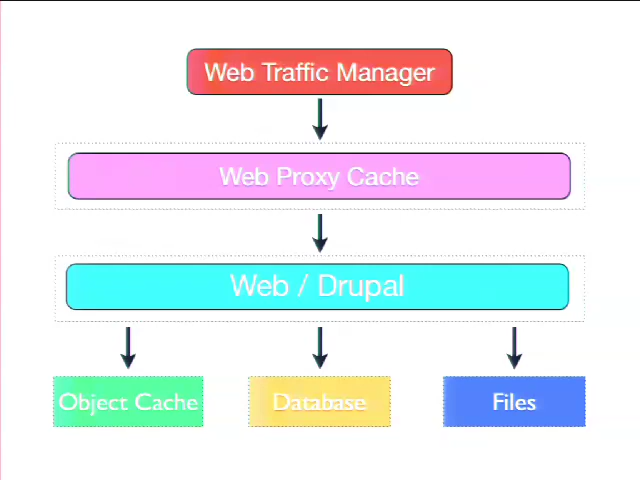 Web Traffic Manager
Web Proxy Cache
Web / Drupal
Object Cache
Database
Files